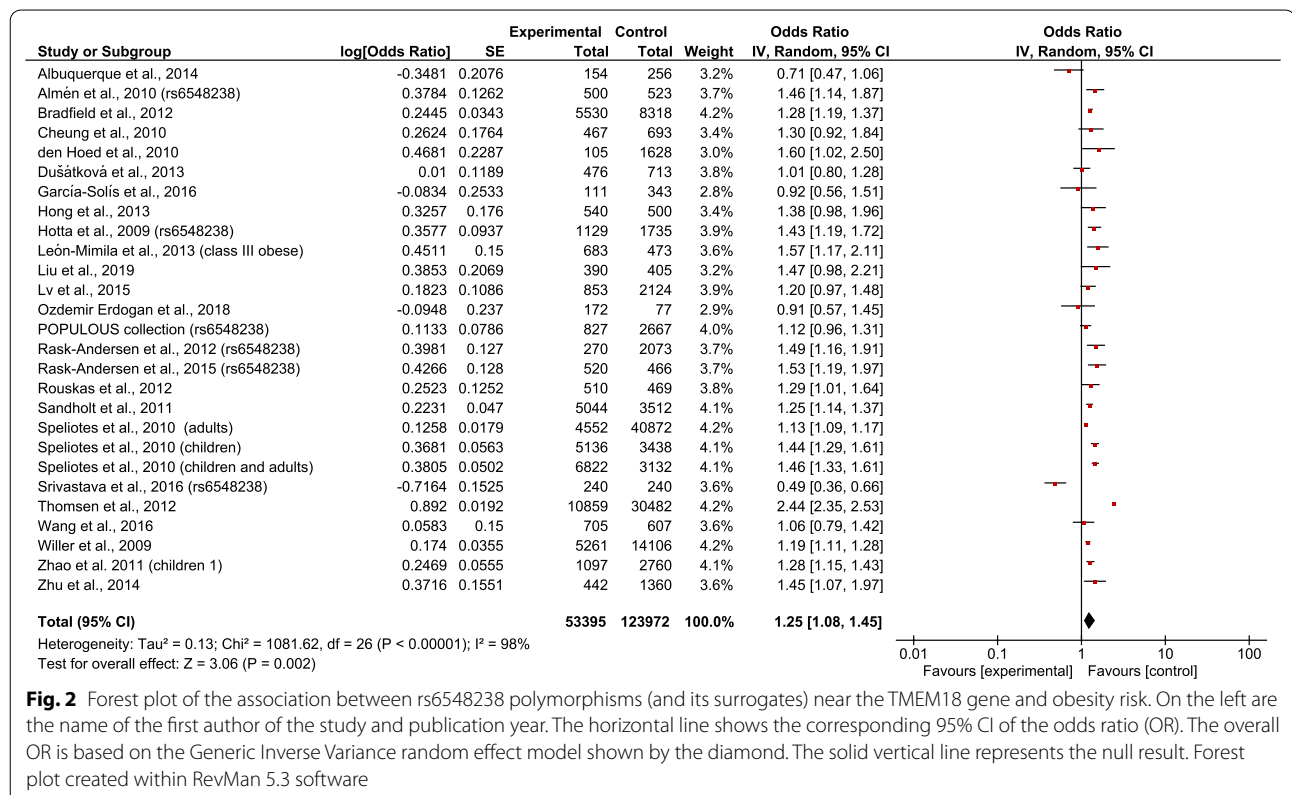 Experimental Control Odds Ratio Odds Ratio
Study or Subgroup log[Odds Ratio] SE Total Total Weight IV, Random, 95% CI IV, Random, 95% CI
Albuquerque et al., 2014 -0.3481 0.2076 154 256 3.2% 0.71 [0.47, 1.06]
Almén et al., 2010 (rs6548238) 0.3784 0.1262 500 523 3.7% 1.46 [1.14, 1.87]
Bradfield et al., 2012 0.2445 0.0343 5530 8318 4.2% 1.28 [1.19, 1.37]
Cheung et al., 2010 0.2624 0.1764 467 693 3.4% 1.30 [0.92, 1.84]
den Hoed et al., 2010 0.4681 0.2287 105 1628 3.0% 1.60 [1.02, 2.50]
Dušátková et al., 2013 0.01 0.1189 476 713 3.8% 1.01 [0.80, 1.28]
García-Solís et al., 2016 -0.0834 0.2533 111 343 2.8% 0.92 [0.56, 1.51]
Hong et al., 2013 0.3257 0.176 540 500 3.4% 1.38 [0.98, 1.96]
Hotta et al., 2009 (rs6548238) 0.3577 0.0937 1129 1735 3.9% 1.43 [1.19, 1.72]
León-Mimila et al., 2013 (class III obese) 0.4511 0.15 683 473 3.6% 1.57 [1.17, 2.11]
Liu et al., 2019 0.3853 0.2069 390 405 3.2% 1.47 [0.98, 2.21]
Lv et al., 2015 0.1823 0.1086 853 2124 3.9% 1.20 [0.97, 1.48]
Ozdemir Erdogan et al., 2018 -0.0948 0.237 172 77 2.9% 0.91 [0.57, 1.45]
POPULOUS collection (rs6548238) 0.1133 0.0786 827 2667 4.0% 1.12 [0.96, 1.31]
Rask-Andersen et al., 2012 (rs6548238) 0.3981 0.127 270 2073 3.7% 1.49 [1.16, 1.91]
Rask-Andersen et al., 2015 (rs6548238) 0.4266 0.128 520 466 3.7% 1.53 [1.19, 1.97]
Rouskas et al., 2012 0.2523 0.1252 510 469 3.8% 1.29 [1.01, 1.64]
Sandholt et al., 2011 0.2231 0.047 5044 3512 4.1% 1.25 [1.14, 1.37]
Speliotes et al., 2010 (adults) 0.1258 0.0179 4552 40872 4.2% 1.13 [1.09, 1.17]
Speliotes et al., 2010 (children) 0.3681 0.0563 5136 3438 4.1% 1.44 [1.29, 1.61]
Speliotes et al., 2010 (children and adults) 0.3805 0.0502 6822 3132 4.1% 1.46 [1.33, 1.61]
Srivastava et al., 2016 (rs6548238) -0.7164 0.1525 240 240 3.6% 0.49 [0.36, 0.66]
Thomsen et al., 2012 0.892 0.0192 10859 30482 4.2% 2.44 [2.35, 2.53]
Wang et al., 2016 0.0583 0.15 705 607 3.6% 1.06 [0.79, 1.42]
Willer et al., 2009 0.174 0.0355 5261 14106 4.2% 1.19 [1.11, 1.28]
Zhao et al. 2011 (children 1) 0.2469 0.0555 1097 2760 4.1% 1.28 [1.15, 1.43]
Zhu et al., 2014 0.3716 0.1551 442 1360 3.6% 1.45 [1.07, 1.97]
Total (95% CI) 53395 123972 100.0% 1.25 [1.08, 1.45]
Heterogeneity: Tau² = 0.13; Chi² = 1081.62, df = 26 (P < 0.00001); I² = 98%
Test for overall effect: Z = 3.06 (P = 0.002)
0.01 0.1 1 10 100
Favours [experimental] Favours [control]
Fig. 2 Forest plot of the association between rs6548238 polymorphisms (and its surrogates) near the TMEM18 gene and obesity risk. On the left are
the name of the first author of the study and publication year. The horizontal line shows the corresponding 95% CI of the odds ratio (OR). The overall
OR is based on the Generic Inverse Variance random effect model shown by the diamond. The solid vertical line represents the null result. Forest
plot created within RevMan 5.3 software